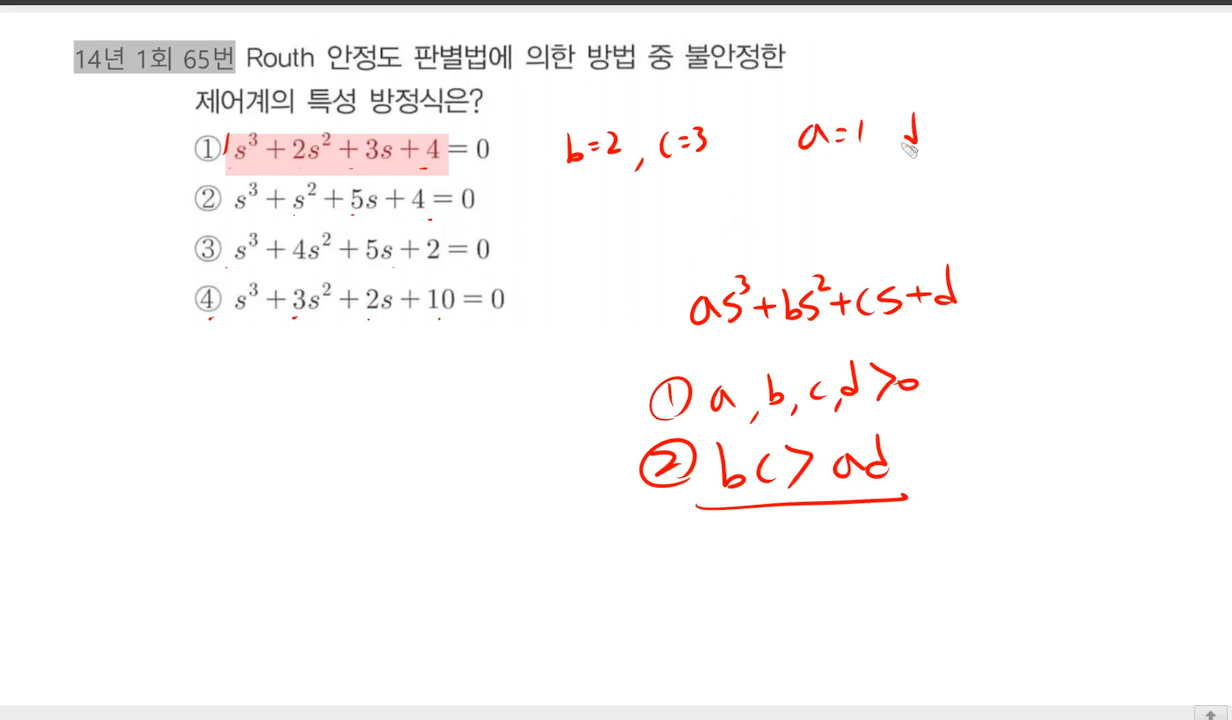 14년 1회 65번 Routh 안정도 판별법에 의한 방법 중 불안정한
제어계의 특성 방정식은?
① 1s³ + 2s² + 3s + 4 = 0
b=2, c=3 a=1 d
② s³ + s² + 5s + 4 = 0
③ s³ + 4s² + 5s + 2 = 0
④ s³ + 3s² + 2s + 10 = 0
as³+bs²+cs+d
① a, b, c, d>0
② bc > ad